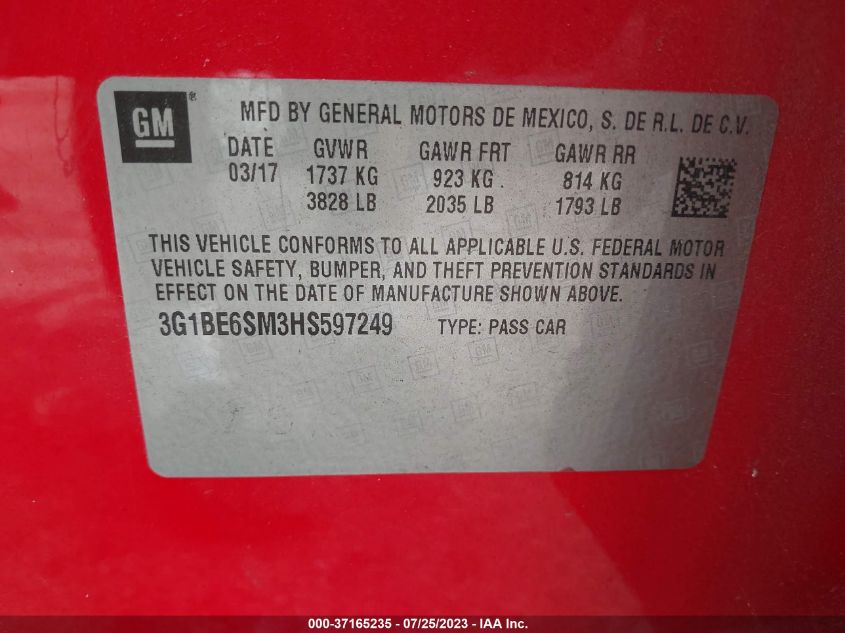 GM®
MFD BY GENERAL MOTORS DE MEXICO, S. DE R.L. DE C.V.
DATE GVWR GAWR FRT GAWR RR
03/17 1737 KG 923 KG 814 KG
3828 LB 2035 LB 1793 LB
THIS VEHICLE CONFORMS TO ALL APPLICABLE U.S. FEDERAL MOTOR
VEHICLE SAFETY, BUMPER, AND THEFT PREVENTION STANDARDS IN
EFFECT ON THE DATE OF MANUFACTURE SHOWN ABOVE.
3G1BE6SM3HS597249 TYPE: PASS CAR
000-37165235 - 07/25/2023 - IAA Inc.